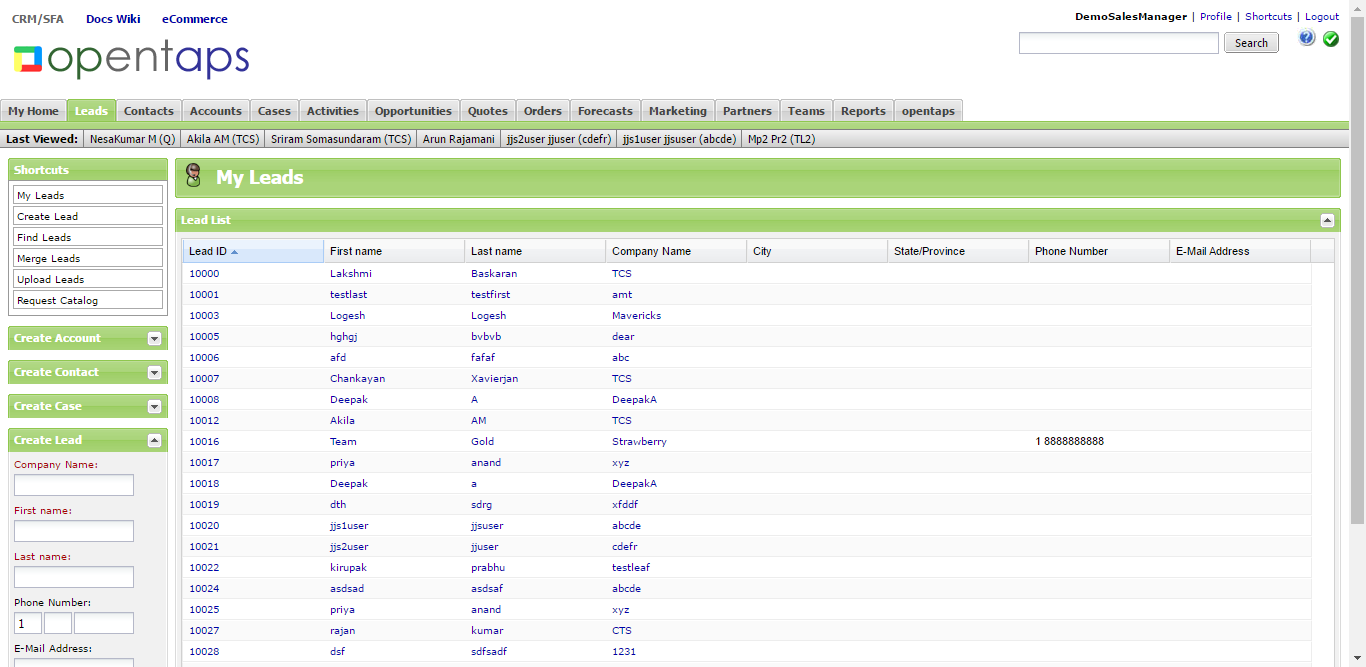 CRM/SFA Docs Wiki eCommerce
DemoSalesManager | Profile | Shortcuts | Logout
opentaps
Search
?
My Home Leads Contacts Accounts Cases Activities Opportunities Quotes Orders Forecasts Marketing Partners Teams Reports opentaps
Last Viewed: NesaKumar M (Q) Akila AM (TCS) Sriram Somasundaram (TCS) Arun Rajamani jjs2user jjuser (cdefr) jjs1user jjsuser (abcde) Mp2 Pr2 (TL2)
Shortcuts
My Leads
Create Lead
Find Leads
Merge Leads
Upload Leads
Request Catalog
Create Account
Create Contact
Create Case
Create Lead
Company Name:
First name:
Last name:
Phone Number:
1
E-Mail Address:
My Leads
Lead List
Lead ID First name Last name Company Name City State/Province Phone Number E-Mail Address
10000 Lakshmi Baskaran TCS
10001 testlast testfirst amt
10003 Logesh Logesh Mavericks
10005 hghgj bvbvb dear
10006 afd fafaf abc
10007 Chankayan Xavierjan TCS
10008 Deepak A DeepakA
10012 Akila AM TCS
10016 Team Gold Strawberry 1 8888888888
10017 priya anand xyz
10018 Deepak a DeepakA
10019 dth sdrg xfddf
10020 jjs1user jjsuser abcde
10021 jjs2user jjuser cdefr
10022 kirupak prabhu testleaf
10024 asdsad asdsaf abcde
10025 priya anand xyz
10027 rajan kumar CTS
10028 dsf sdfsadf 1231